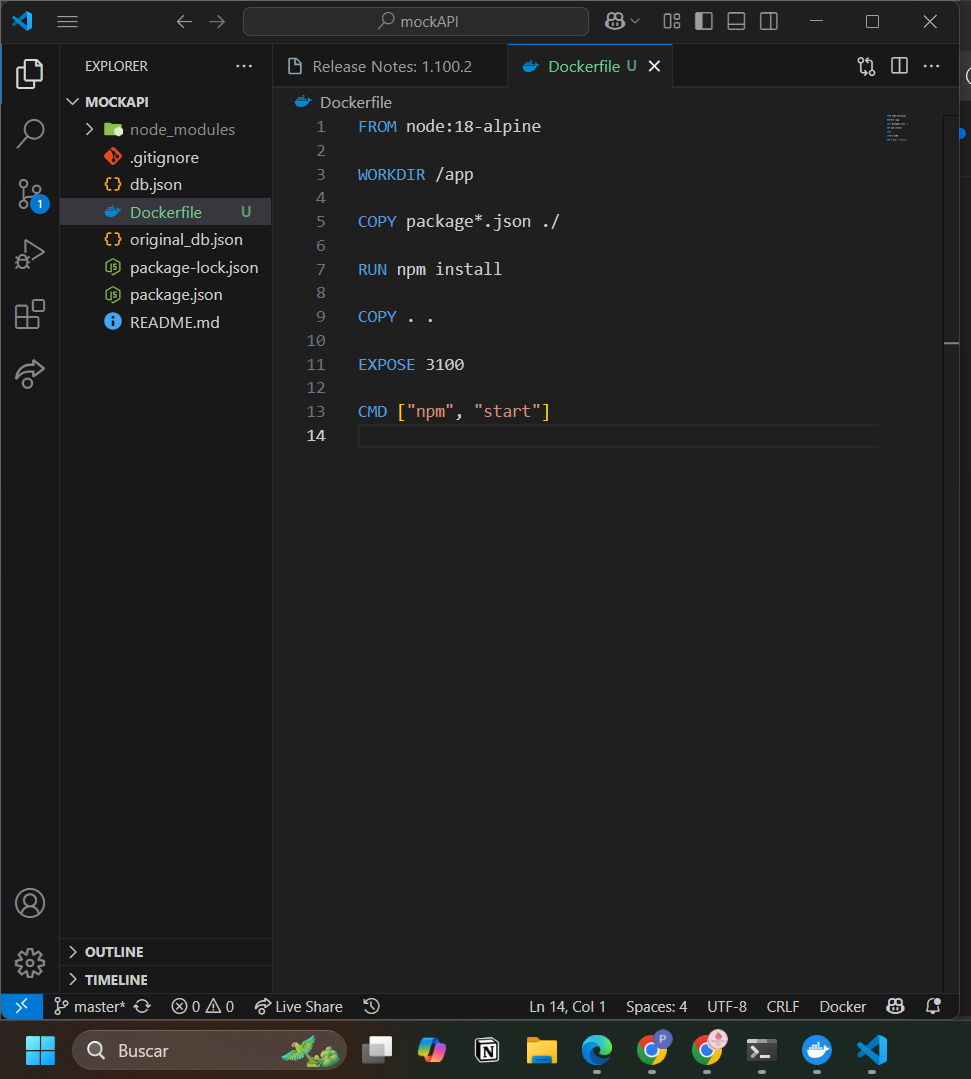 mockAPI
EXPLORER
Release Notes: 1.100.2
Dockerfile U
MOCKAPI
node_modules
.gitignore
db.json
Dockerfile U
original_db.json
package-lock.json
package.json
README.md
1
Dockerfile
1 FROM node:18-alpine
2
3 WORKDIR /app
4
5 COPY package*.json ./
6
7 RUN npm install
8
9 COPY . .
10
11 EXPOSE 3100
12
13 CMD ["npm", "start"]
14
OUTLINE
TIMELINE
master* 0 0 Live Share Ln 14, Col 1 Spaces: 4 UTF-8 CRLF Docker
Buscar